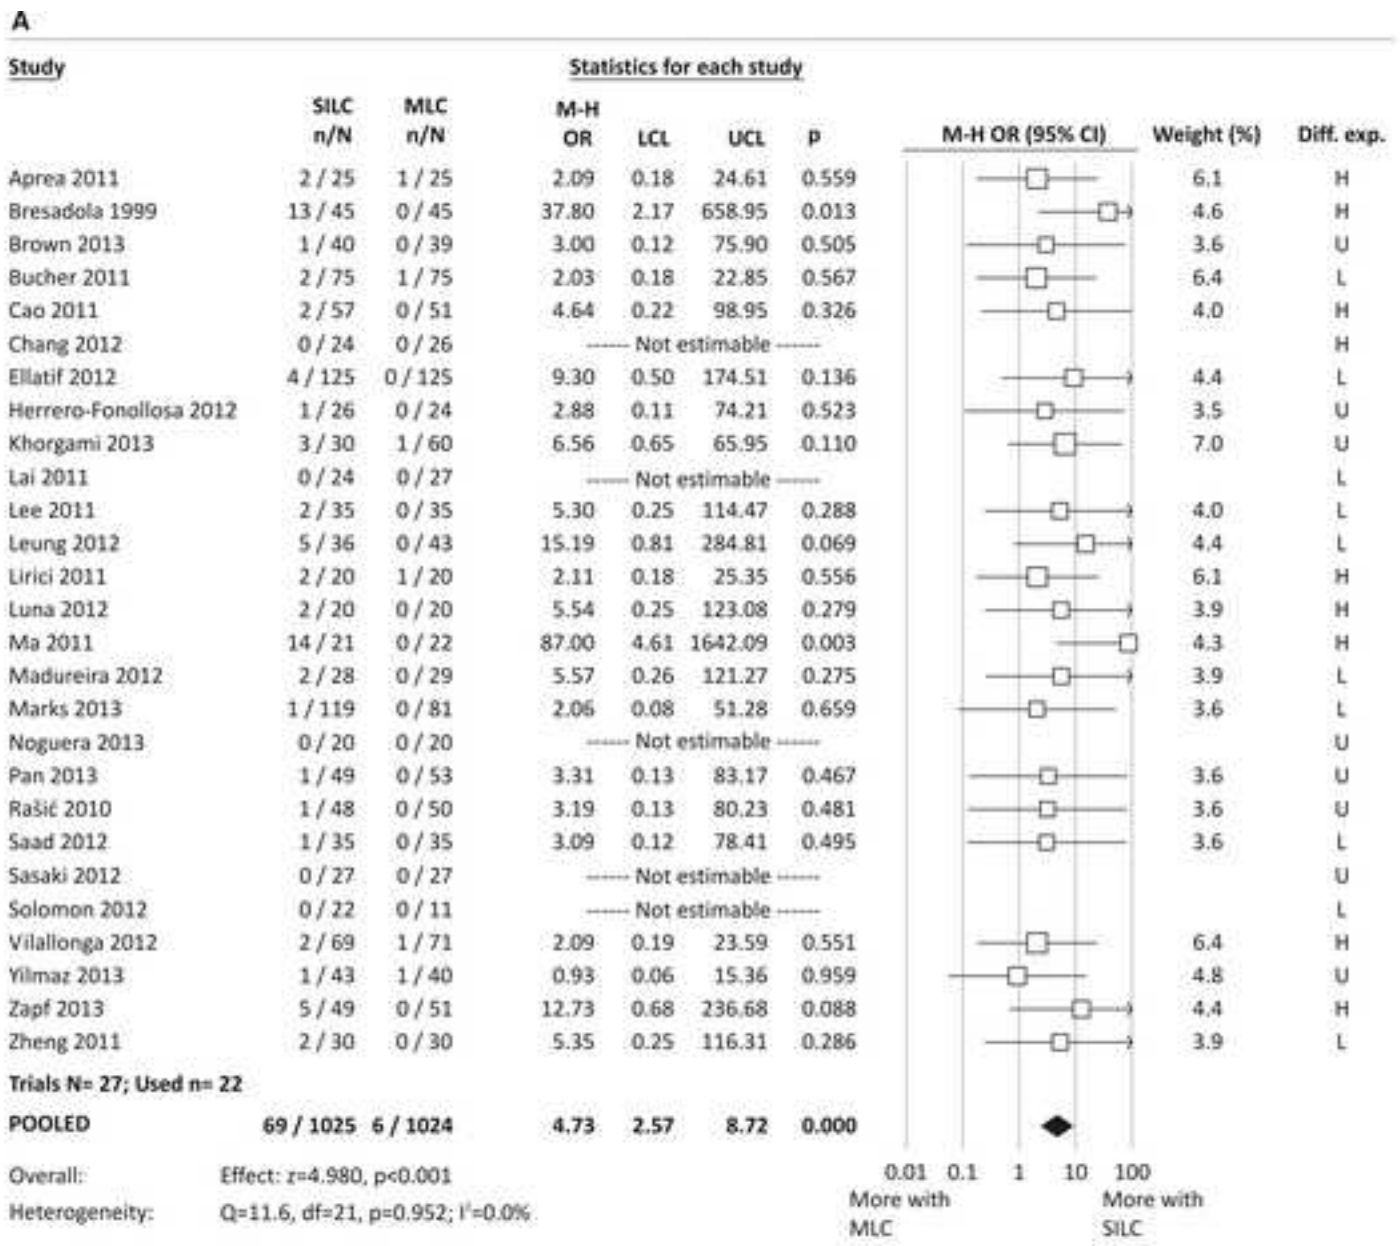 A
Study Statistics for each study
SILC MLC M-H
n/N n/N OR LCL UCL p M-H OR (95% CI) Weight (%) Diff. exp.
Aprea 2011 2 / 25 1 / 25 2.09 0.18 24.61 0.559 6.1 H
Bresadola 1999 13 / 45 0 / 45 37.80 2.17 658.95 0.013 4.6 H
Brown 2013 1 / 40 0 / 39 3.00 0.12 75.90 0.505 3.6 U
Bucher 2011 2 / 75 1 / 75 2.03 0.18 22.85 0.567 6.4 L
Cao 2011 2 / 57 0 / 51 4.64 0.22 98.95 0.326 4.0 H
Chang 2012 0 / 24 0 / 26 ------ Not estimable ------ H
Ellatif 2012 4 / 125 0 / 125 9.30 0.50 174.51 0.136 4.4 L
Herrero-Fonollosa 2012 1 / 26 0 / 24 2.88 0.11 74.21 0.523 3.5 U
Khorgami 2013 3 / 30 1 / 60 6.56 0.65 65.95 0.110 7.0 U
Lai 2011 0 / 24 0 / 27 ------ Not estimable ------ L
Lee 2011 2 / 35 0 / 35 5.30 0.25 114.47 0.288 4.0 L
Leung 2012 5 / 36 0 / 43 15.19 0.81 284.81 0.069 4.4 L
Lirici 2011 2 / 20 1 / 20 2.11 0.18 25.35 0.556 6.1 H
Luna 2012 2 / 20 0 / 20 5.54 0.25 123.08 0.279 3.9 H
Ma 2011 14 / 21 0 / 22 87.00 4.61 1642.09 0.003 4.3 H
Madureira 2012 2 / 28 0 / 29 5.57 0.26 121.27 0.275 3.9 L
Marks 2013 1 / 119 0 / 81 2.06 0.08 51.28 0.659 3.6 L
Noguera 2013 0 / 20 0 / 20 ------ Not estimable ------ U
Pan 2013 1 / 49 0 / 53 3.31 0.13 83.17 0.467 3.6 U
Rašić 2010 1 / 48 0 / 50 3.19 0.13 80.23 0.481 3.6 U
Saad 2012 1 / 35 0 / 35 3.09 0.12 78.41 0.495 3.6 L
Sasaki 2012 0 / 27 0 / 27 ------ Not estimable ------ U
Solomon 2012 0 / 22 0 / 11 ------ Not estimable ------ L
Vilallonga 2012 2 / 69 1 / 71 2.09 0.19 23.59 0.551 6.4 H
Yilmaz 2013 1 / 43 1 / 40 0.93 0.06 15.36 0.959 4.8 U
Zapf 2013 5 / 49 0 / 51 12.73 0.68 236.68 0.088 4.4 H
Zheng 2011 2 / 30 0 / 30 5.35 0.25 116.31 0.286 3.9 L
Trials N= 27; Used n= 22
POOLED 69 / 1025 6 / 1024 4.73 2.57 8.72 0.000
Overall: Effect: z=4.980, p<0.001
Heterogeneity: Q=11.6, df=21, p=0.952; I²=0.0%
0.01 0.1 1 10 100
More with More with
MLC SILC